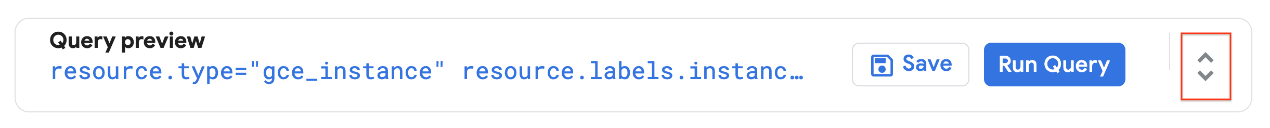 Query preview
resource.type="gce_instance" resource.labels.instanc…
Save
Run Query